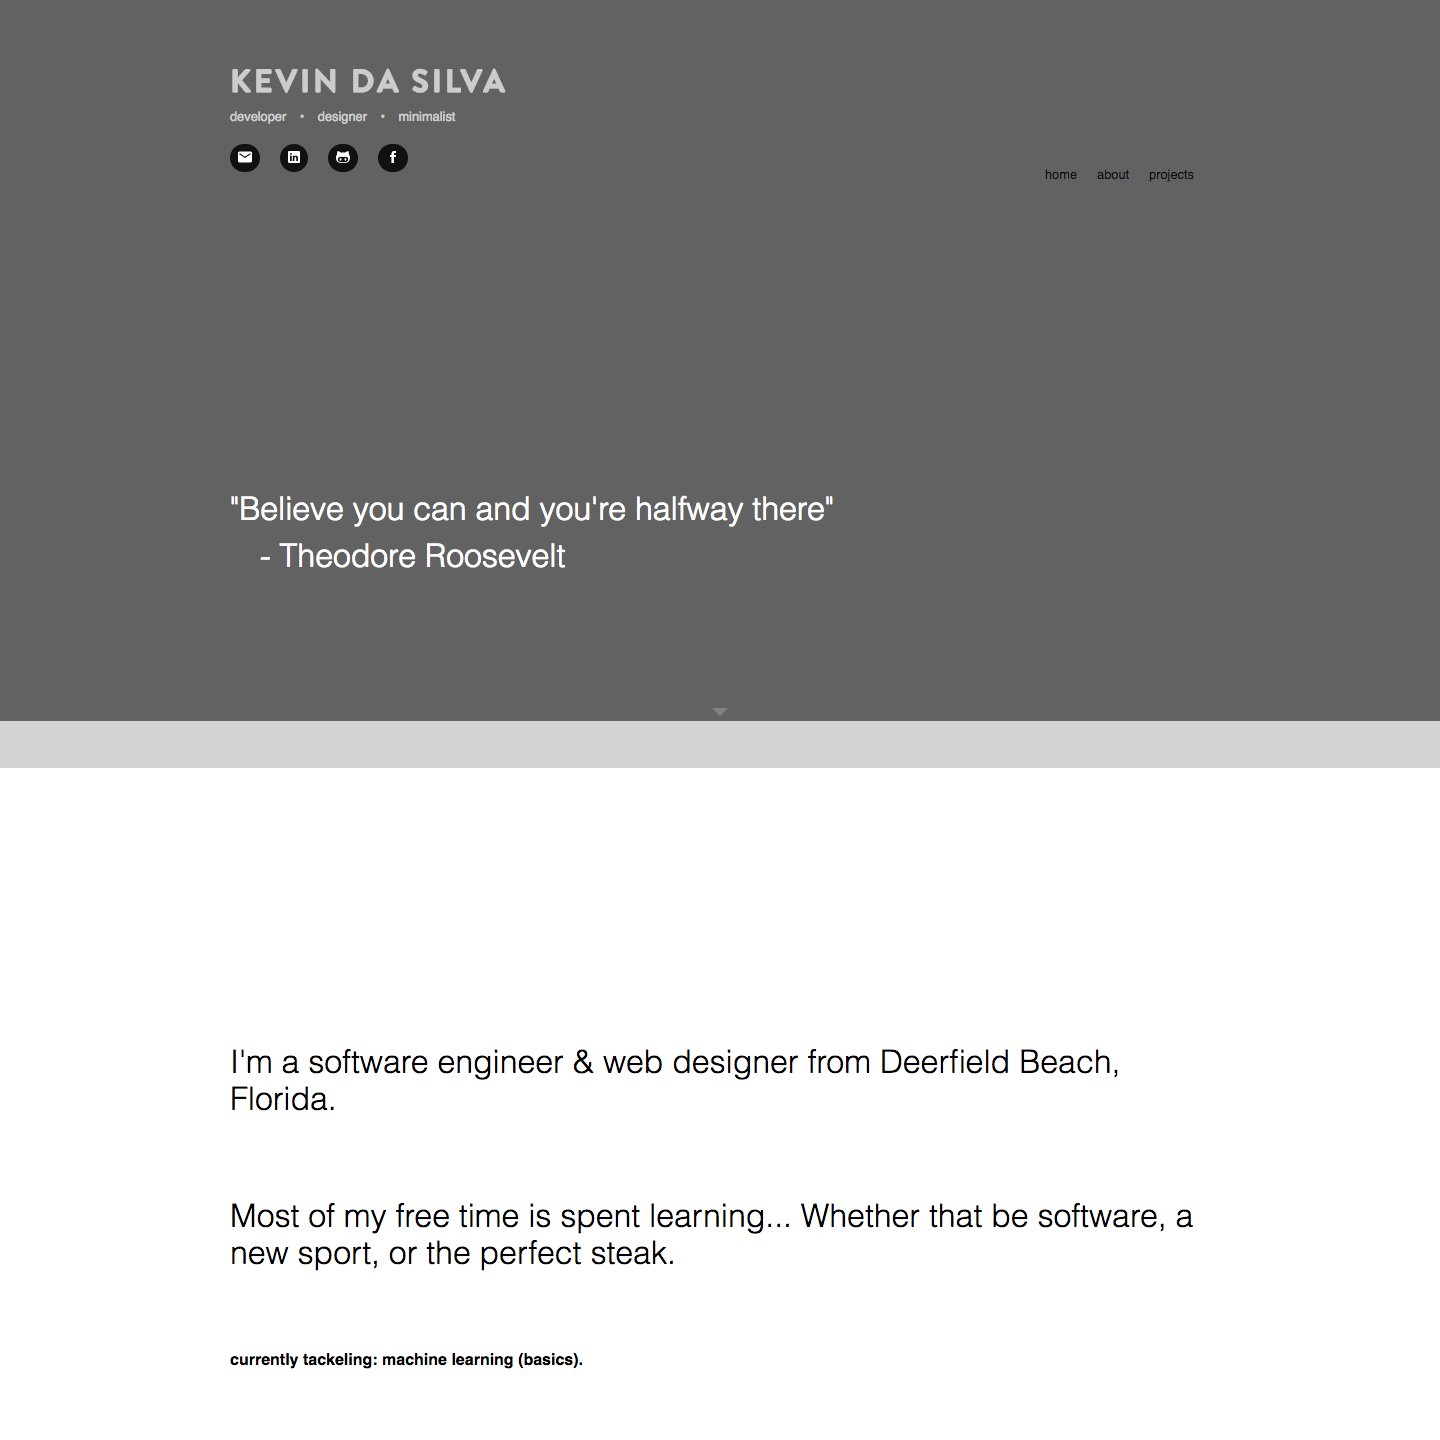 KEVIN DA SILVA
developer • designer • minimalist
home about projects
"Believe you can and you're halfway there"
- Theodore Roosevelt
I'm a software engineer & web designer from Deerfield Beach,
Florida.
Most of my free time is spent learning... Whether that be software, a
new sport, or the perfect steak.
currently tackeling: machine learning (basics).